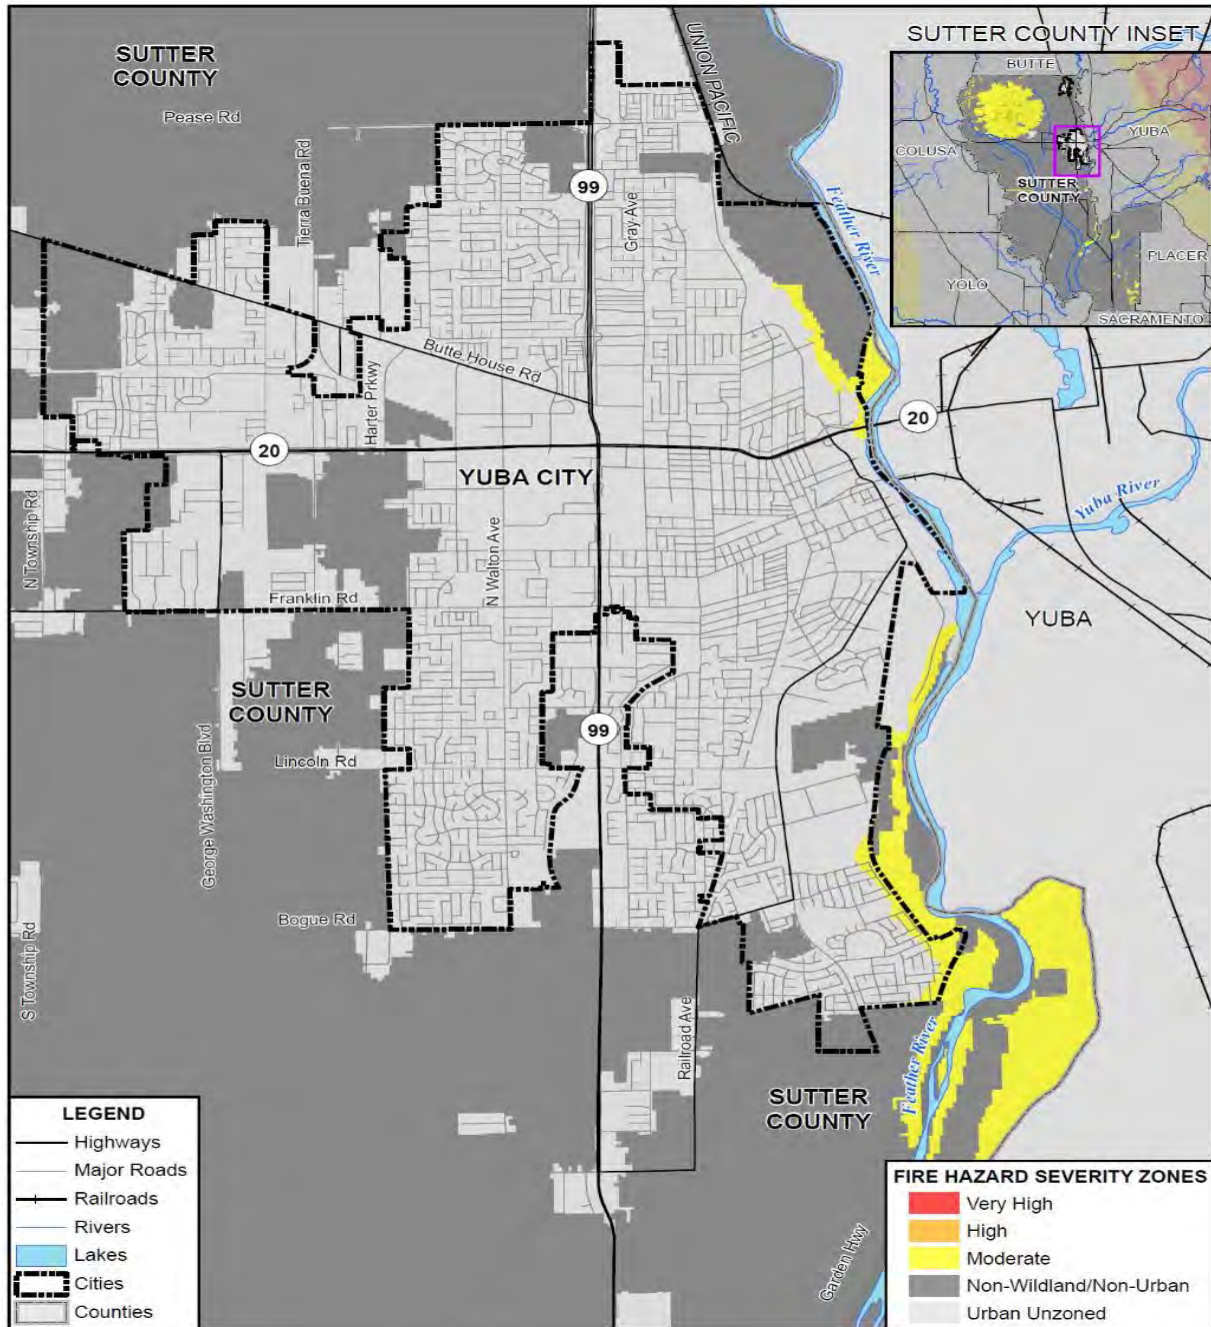 SUTTER
COUNTY
Pease Rd
Tierra Buena Rd
UNION PACIFIC
99
Gray Ave
Feather River
SUTTER COUNTY INSET
BUTTE
COLUSA
YUBA
SUTTER
COUNTY
YOLO
PLACER
SACRAMENTO
Butte House Rd
Harter Prkwy
20
20
YUBA CITY
Yuba River
N Township Rd
N Walton Ave
Franklin Rd
YUBA
SUTTER
COUNTY
99
George Washington Blvd
Lincoln Rd
Bogue Rd
S Township Rd
Railroad Ave
Feather River
SUTTER
COUNTY
Garden Hwy
LEGEND
Highways
Major Roads
Railroads
Rivers
Lakes
Cities
Counties
FIRE HAZARD SEVERITY ZONES
Very High
High
Moderate
Non-Wildland/Non-Urban
Urban Unzoned